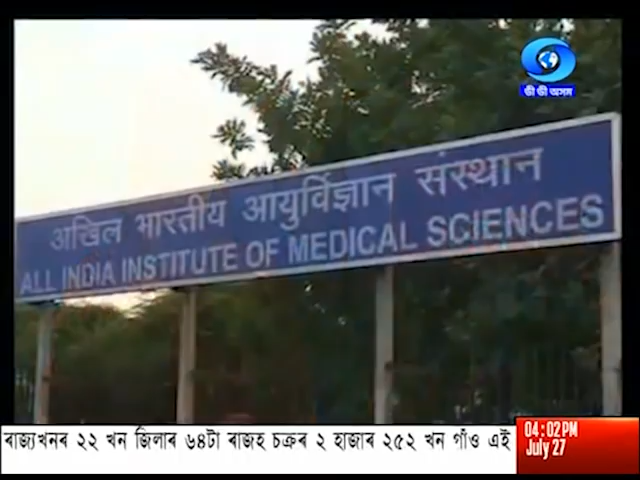 ডী ডী অসম
अखिल भारतीय आयुर्विज्ञान संस्थान
ALL INDIA INSTITUTE OF MEDICAL SCIENCES
ৰাজ্যখনৰ ২২ খন জিলাৰ ৬৪টা ৰাজহ চক্ৰৰ ২ হাজাৰ ২৫২ খন গাঁও এই
04:02PM
July 27